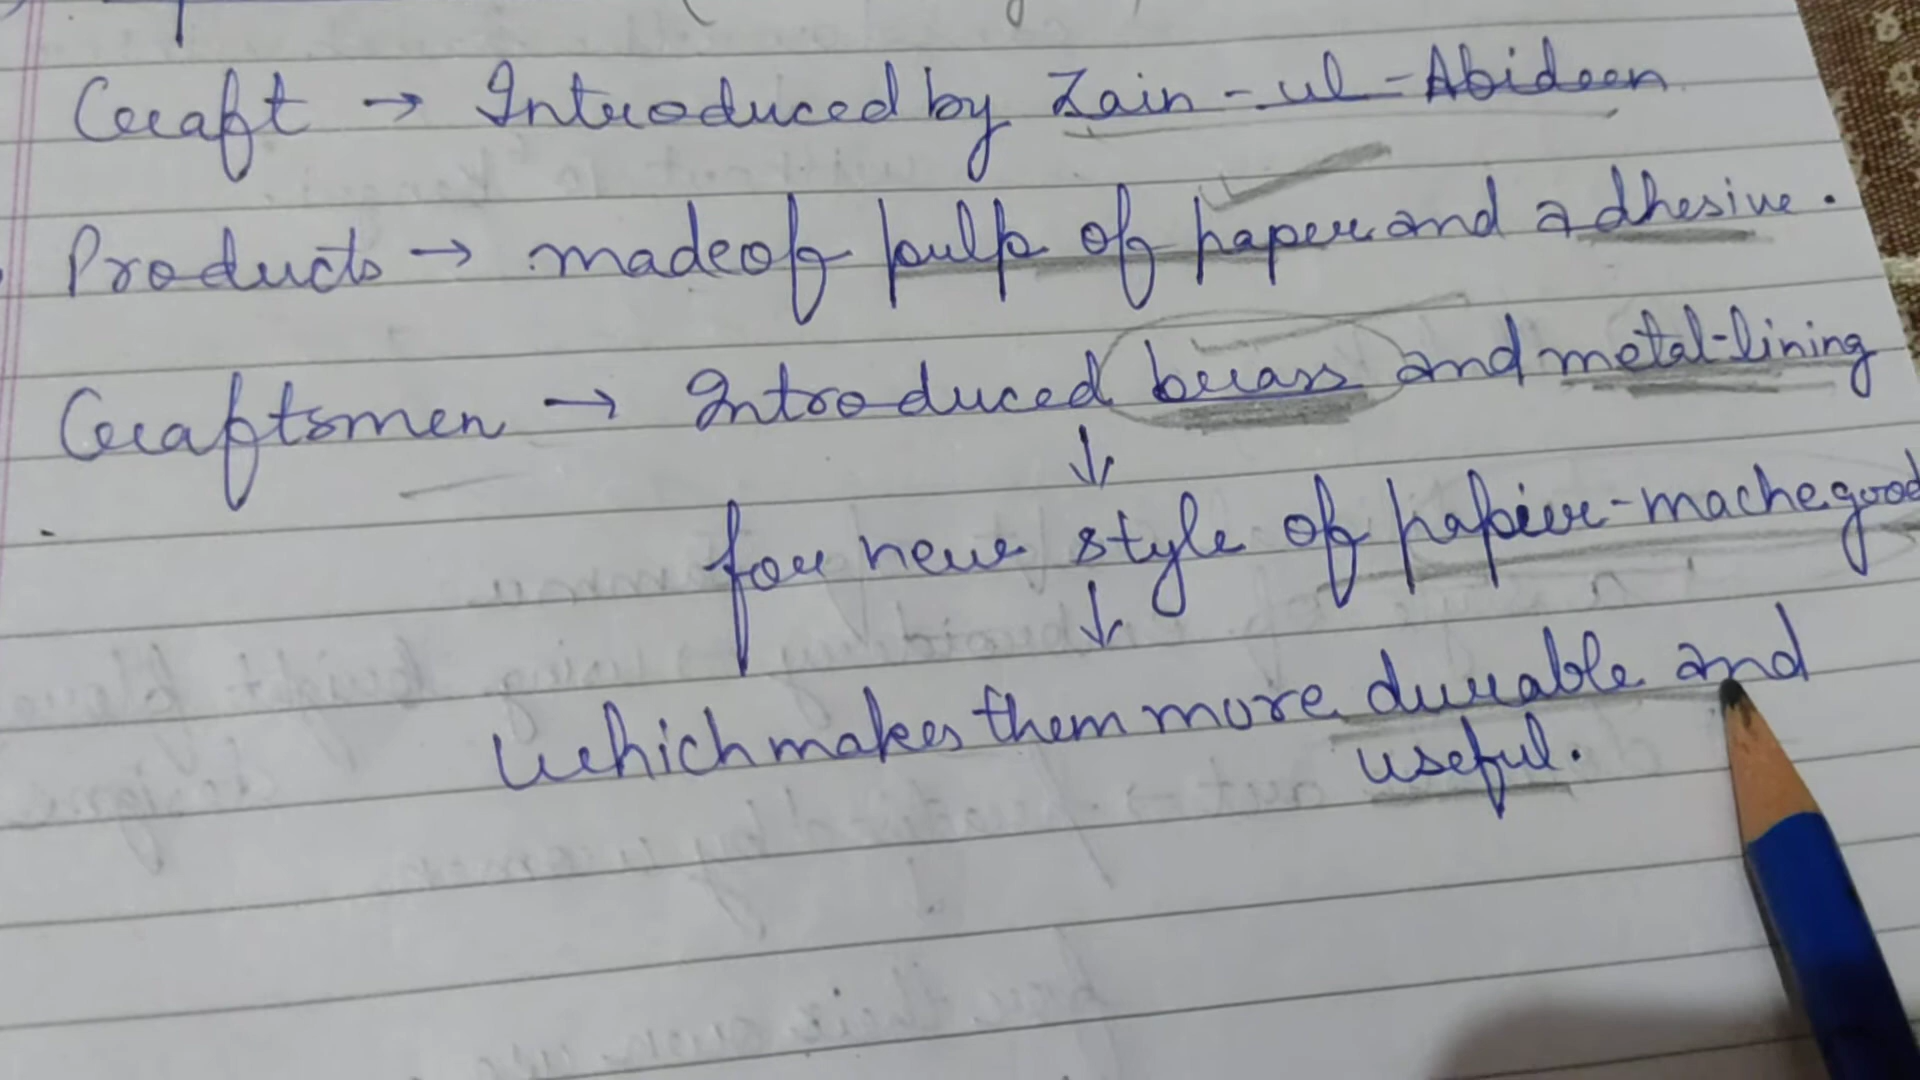 Craft → Introduced by Zain-ul-Abideen
Products → made of pulp of paper and adhesive.
Craftsmen → Introduced brass and metal-lining
↓
for new style of papier-mache good
↓
which makes them more durable and
useful.